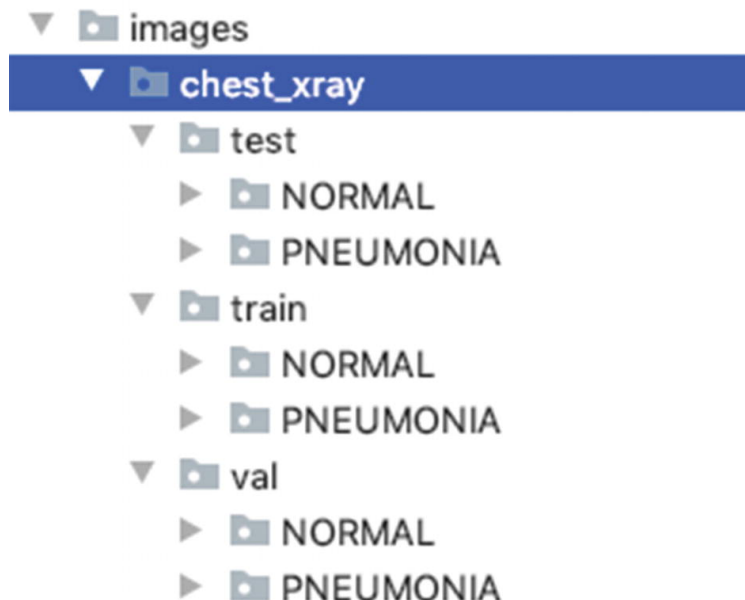 images
chest_xray
test
NORMAL
PNEUMONIA
train
NORMAL
PNEUMONIA
val
NORMAL
PNEUMONIA